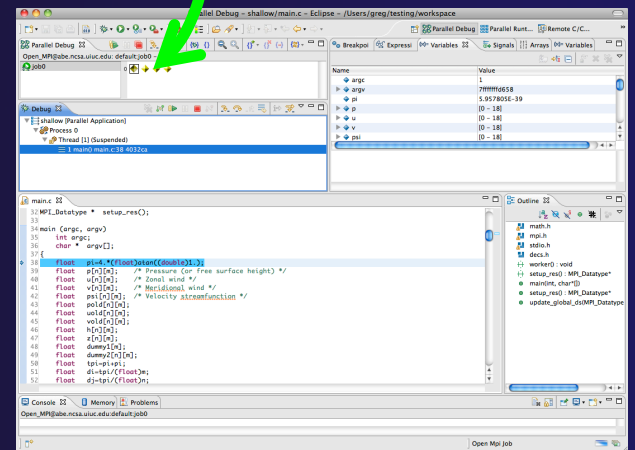 Parallel Debug - shallow/main.c - Eclipse - /Users/greg/testing/workspace
Parallel Debug Parallel Runt... Remote C/C...
Parallel Debug
Open_MPI@abe.ncsa.uiuc.edu: default:job0
job0
0
Breakpoi Expressi Variables Signals Arrays Variables
Name Value
argc 1
argv 7fffffffd658
pi 5.957805E-39
p [0 - 18]
u [0 - 18]
v [0 - 18]
psi [0 - 18]
Debug
shallow [Parallel Application]
Process 0
Thread [1] (Suspended)
1 main() main.c:38 4032ca
main.c
32 MPI_Datatype * setup_res();
33
34 main (argc, argv)
35 int argc;
36 char * argv[];
37 {
38 float pi=4.*(float)atan((double)1.);
39 float p[n][m]; /* Pressure (or free surface height) */
40 float u[n][m]; /* Zonal wind */
41 float v[n][m]; /* Meridional wind */
42 float psi[n][m]; /* Velocity streamfunction */
43 float pold[n][m];
44 float uold[n][m];
45 float vold[n][m];
46 float h[n][m];
47 float z[n][m];
48 float dummy1[m];
49 float dummy2[n][m];
50 float tpi=pi+pi;
51 float di=tpi/(float)m;
52 float dj=tpi/(float)n;
Outline
math.h
mpi.h
stdio.h
decs.h
worker() : void
setup_res() : MPI_Datatype*
main(int, char*[])
setup_res() : MPI_Datatype*
update_global_ds(MPI_Datatype
Console Memory Problems
Open_MPI@abe.ncsa.uiuc.edu:default:job0
Open Mpi Job